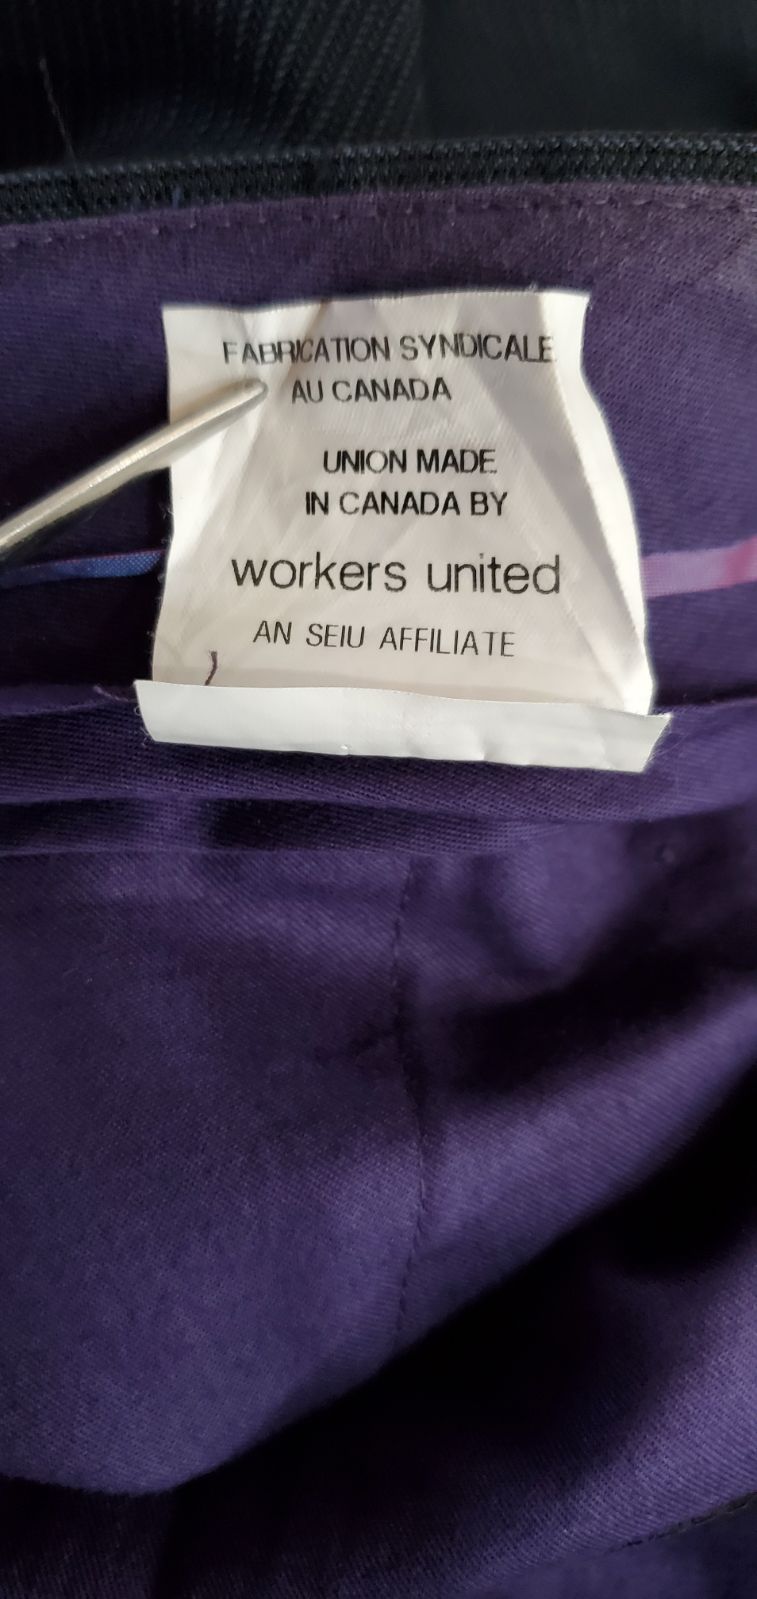 FABRICATION SYNDICALE
AU CANADA
UNION MADE
IN CANADA BY
workers united
AN SEIU AFFILIATE